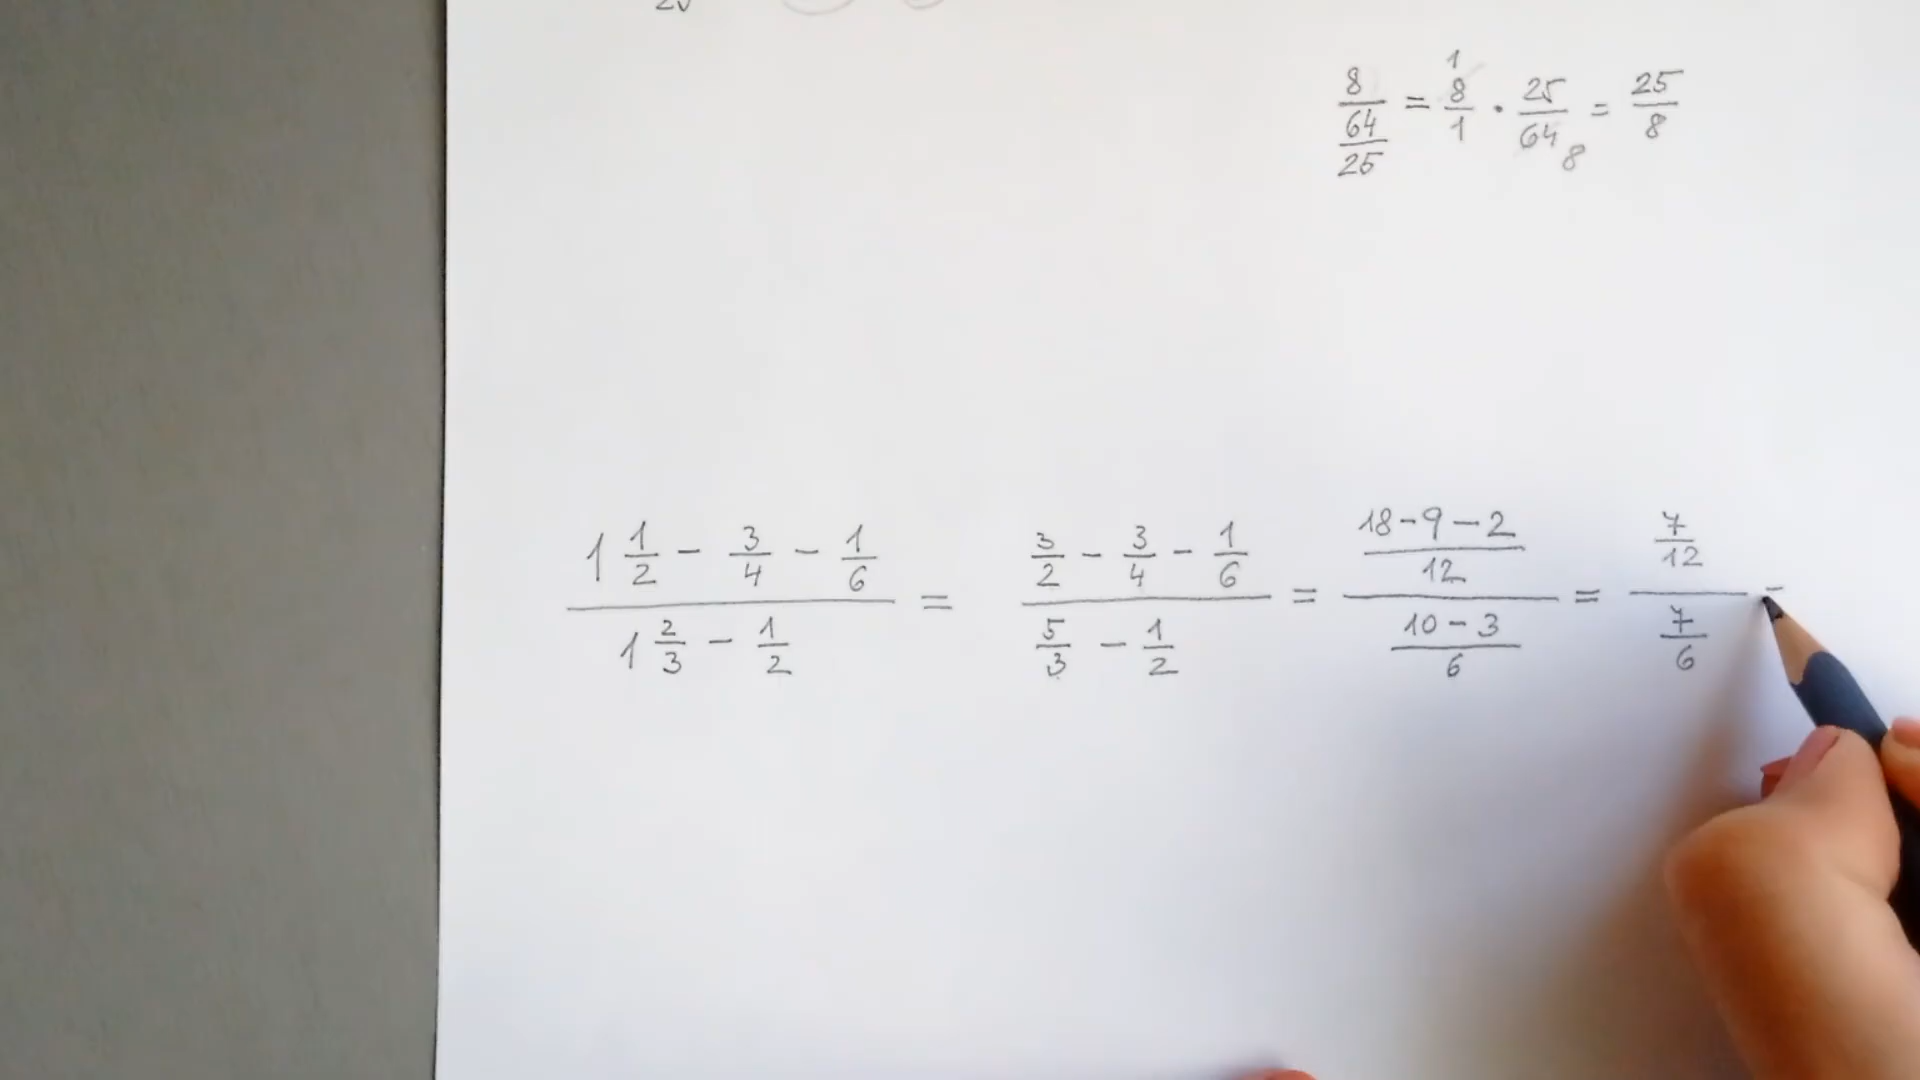 8/(64/25) = 8/1 · 25/64 = 25/8
1
8
(1 1/2 - 3/4 - 1/6)/(1 2/3 - 1/2) = (3/2 - 3/4 - 1/6)/(5/3 - 1/2) = ((18-9-2)/12)/((10-3)/6) = (7/12)/(7/6) -